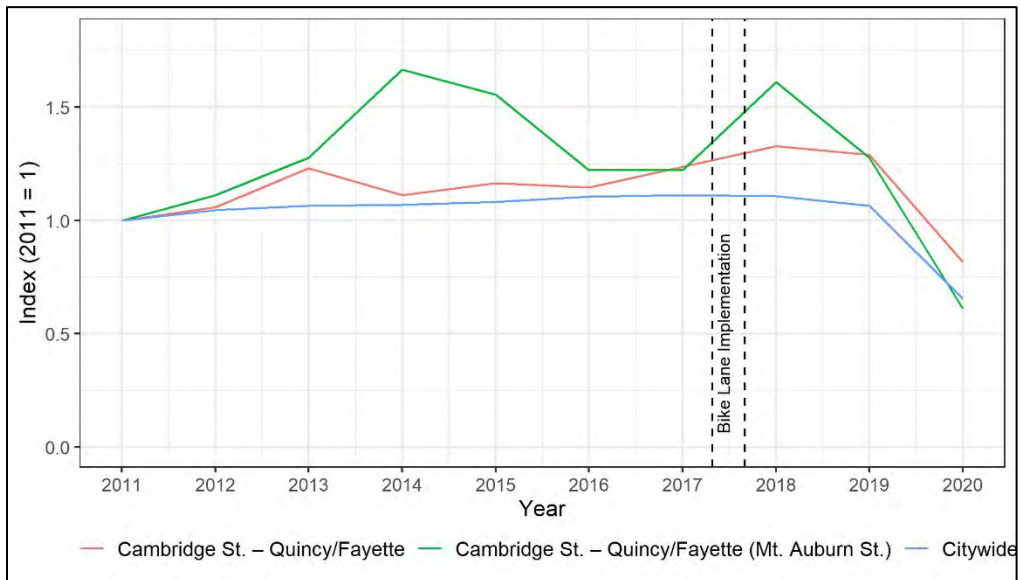 1.5
1.0
0.5
0.0
Index (2011 = 1)
Bike Lane Implementation
2011 2012 2013 2014 2015 2016 2017 2018 2019 2020
Year
Cambridge St. – Quincy/Fayette Cambridge St. – Quincy/Fayette (Mt. Auburn St.) Citywide